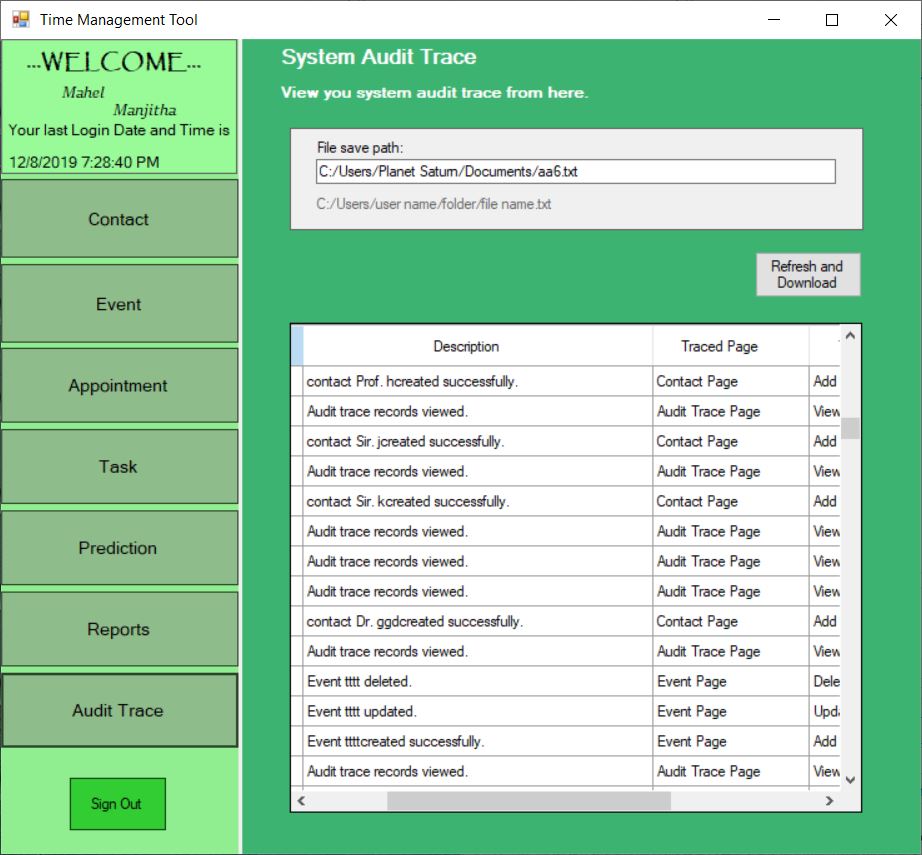 Time Management Tool
...WELCOME...
Mahel
Manjitha
Your last Login Date and Time is
12/8/2019 7:28:40 PM
Contact
Event
Appointment
Task
Prediction
Reports
Audit Trace
Sign Out
System Audit Trace
View you system audit trace from here.
File save path:
C:/Users/Planet Saturn/Documents/aa6.txt
C:/Users/user name/folder/file name.txt
Refresh and
Download
Description Traced Page
contact Prof. hcreated successfully. Contact Page Add
Audit trace records viewed. Audit Trace Page View
contact Sir. jcreated successfully. Contact Page Add
Audit trace records viewed. Audit Trace Page View
contact Sir. kcreated successfully. Contact Page Add
Audit trace records viewed. Audit Trace Page View
Audit trace records viewed. Audit Trace Page View
Audit trace records viewed. Audit Trace Page View
contact Dr. ggdcreated successfully. Contact Page Add
Audit trace records viewed. Audit Trace Page View
Event tttt deleted. Event Page Dele
Event tttt updated. Event Page Upda
Event ttttcreated successfully. Event Page Add
Audit trace records viewed. Audit Trace Page View